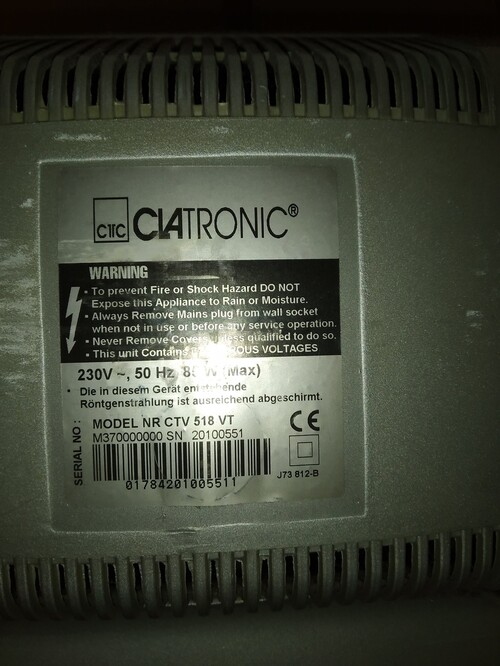 CTC CLATRONIC®
WARNING
• To prevent Fire or Shock Hazard DO NOT
Expose this Appliance to Rain or Moisture.
• Always Remove Mains plug from wall socket
when not in use or before any service operation.
• Never Remove Covers unless qualified to do so.
• This unit Contains VOLTAGES
230V ~, 50 Hz (Max)
• Die in diesem Gerät entstehende
Röntgenstrahlung ist ausreichend abgeschirmt.
SERIAL NO :
MODEL NR CTV 518 VT
M370000000 SN 20100551
01784201005511
CE
J73 812-B